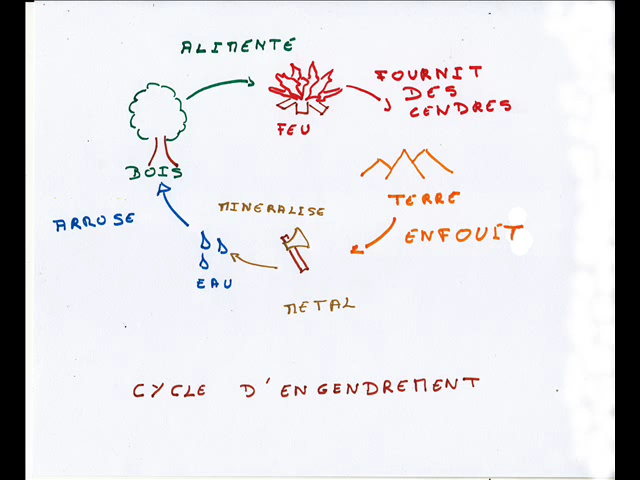 ALIMENTE
FOURNIT
DES
CENDRES
FEU
BOIS
TERRE
MINERALISE
ARROSE
ENFOUIT
EAU
METAL
CYCLE D'ENGENDREMENT